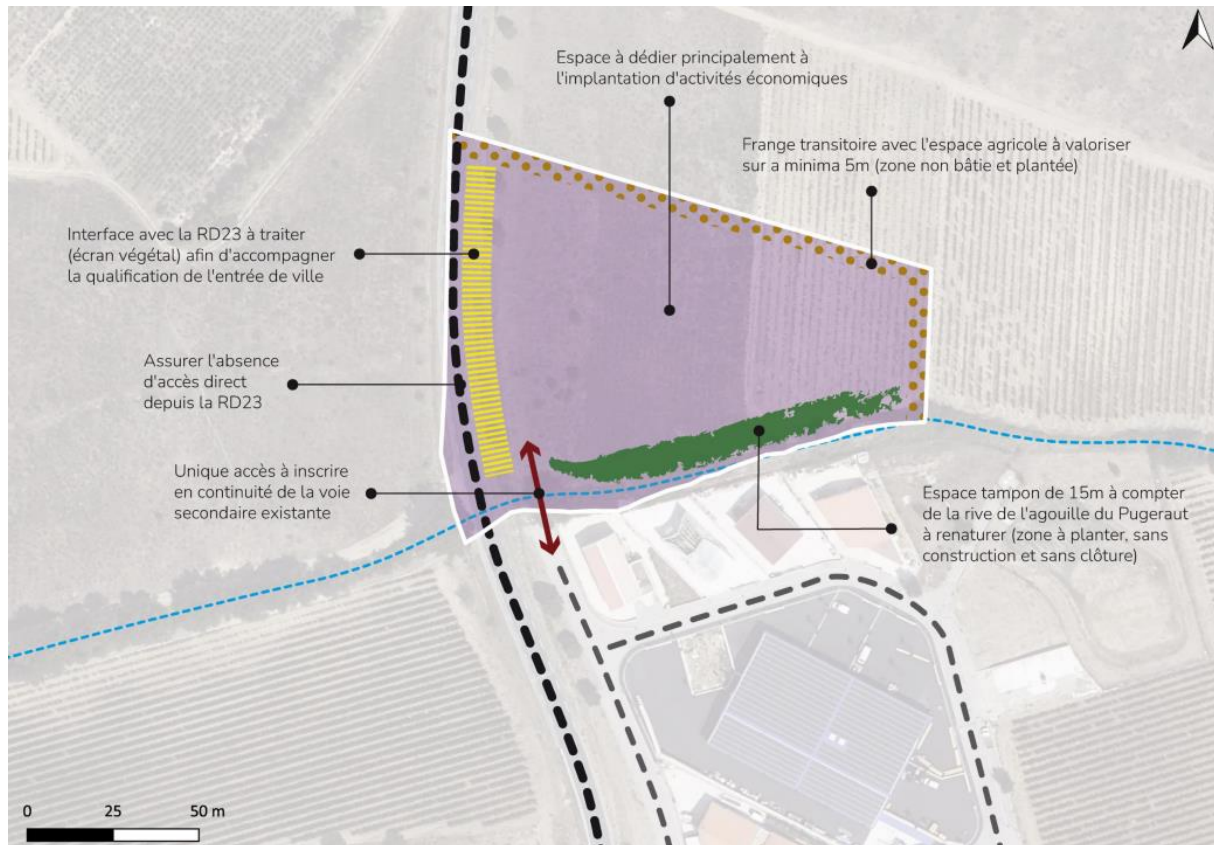 Espace à dédier principalement à
l'implantation d'activités économiques
Frange transitoire avec l'espace agricole à valoriser
sur a minima 5m (zone non bâtie et plantée)
Interface avec la RD23 à traiter
(écran végétal) afin d'accompagner
la qualification de l'entrée de ville
Assurer l'absence
d'accès direct
depuis la RD23
Unique accès à inscrire
en continuité de la voie
secondaire existante
Espace tampon de 15m à compter
de la rive de l'agouille du Pugeraut
à renaturer (zone à planter, sans
construction et sans clôture)
0 25 50 m